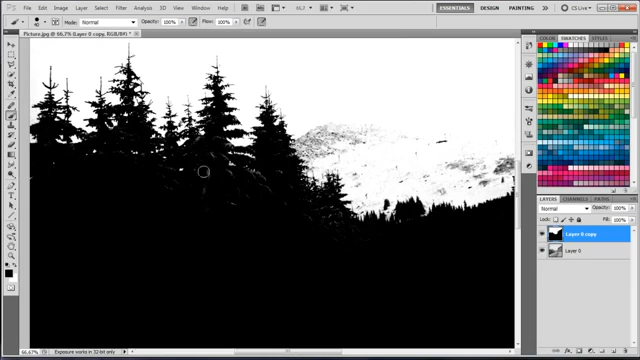 Ps File Edit Image Layer Select Filter Analysis 3D View Window Help
ESSENTIALS DESIGN PAINTING CS Live
Mode: Normal Opacity: 100% Flow: 100%
Picture.jpg @ 66,7% (Layer 0 copy, RGB/8#) *
COLOR SWATCHES STYLES
LAYERS CHANNELS PATHS
Normal Opacity: 100%
Lock: Fill: 100%
Layer 0 copy
Layer 0
66,67% Exposure works in 32-bit only